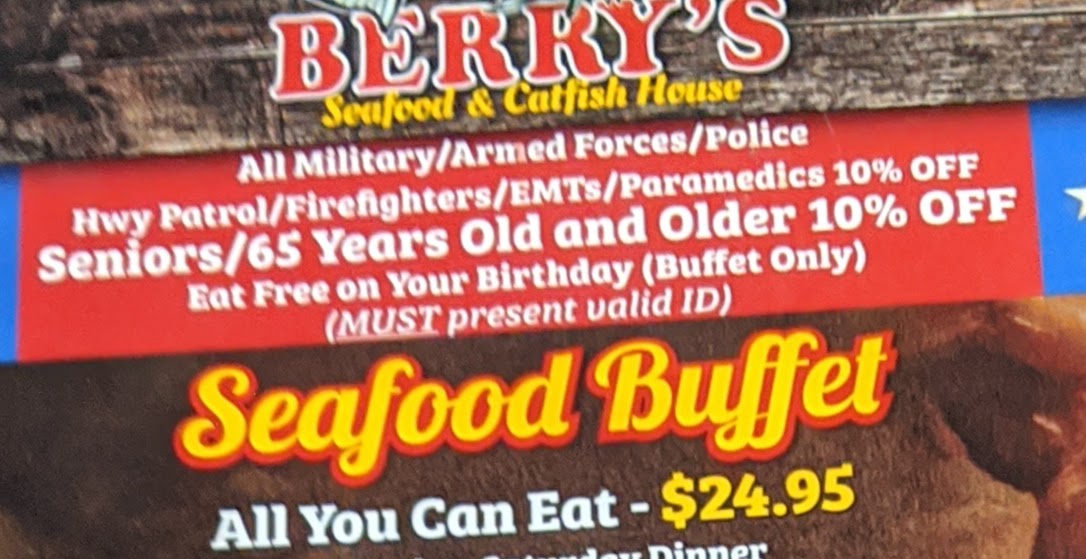 BERRY'S
Seafood & Catfish House
All Military/Armed Forces/Police
Hwy Patrol/Firefighters/EMTs/Paramedics 10% OFF
Seniors/65 Years Old and Older 10% OFF
Eat Free on Your Birthday (Buffet Only)
(MUST present valid ID)
Seafood Buffet
All You Can Eat - $24.95
Saturday Dinner